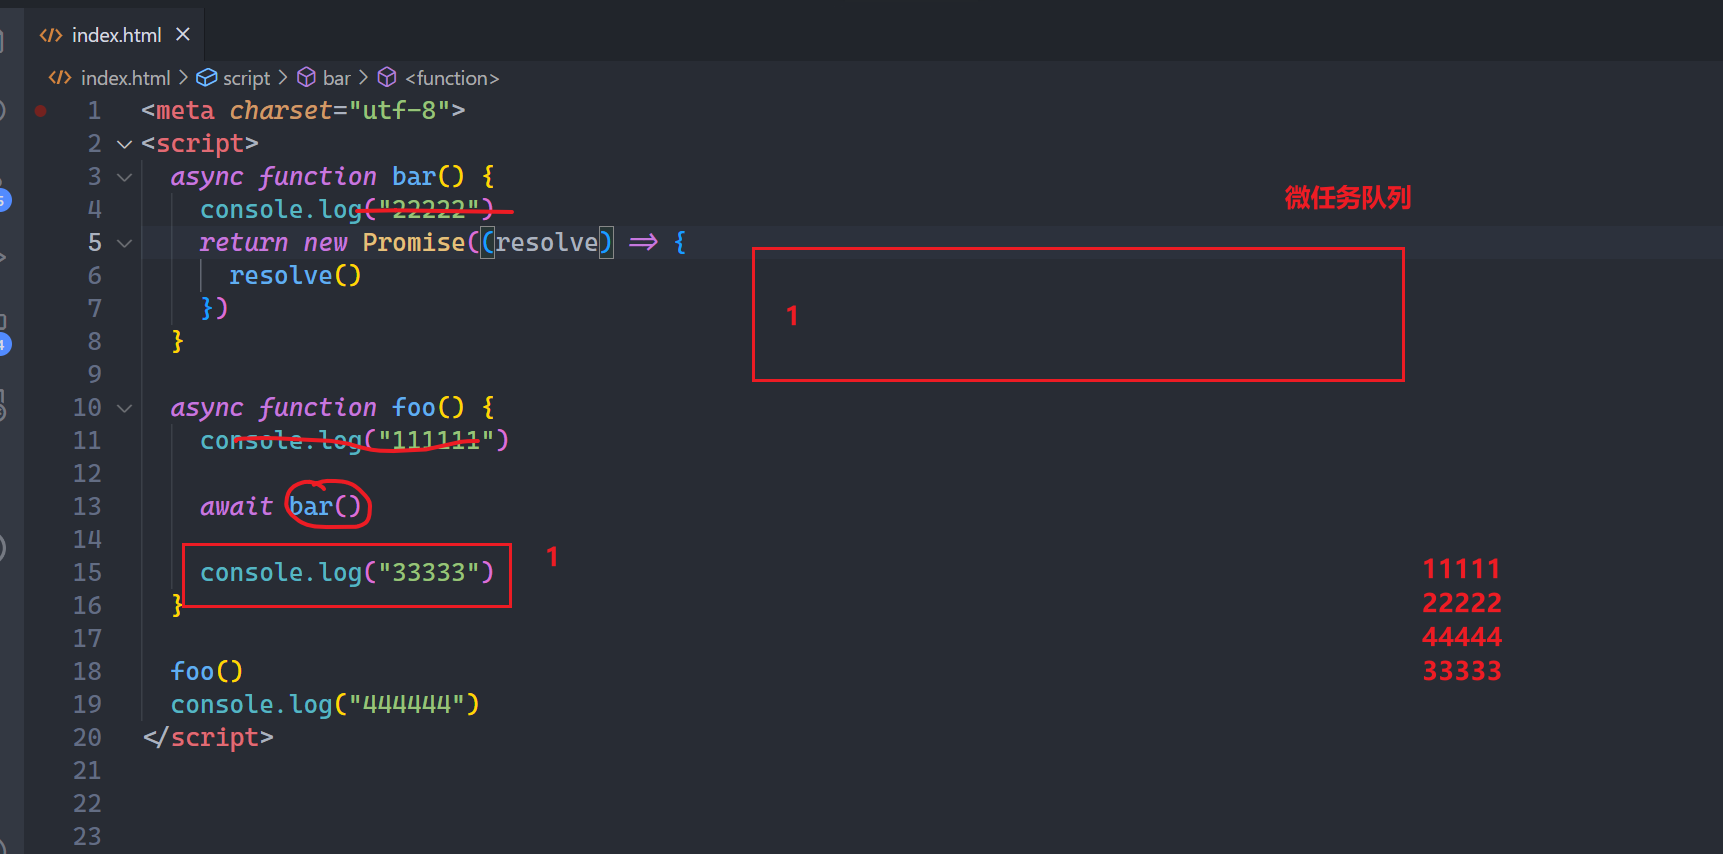 index.html
index.html > script > bar > <function>
1 <meta charset="utf-8">
2 <script>
3 async function bar() {
4 console.log("22222")
微任务队列
5 return new Promise((resolve) => {
6 resolve()
7 })
1
8 }
9
10 async function foo() {
11 console.log("111111")
12
13 await bar()
14
1
15 console.log("33333")
11111
16 }
22222
17
44444
18 foo()
33333
19 console.log("444444")
20 </script>
21
22
23